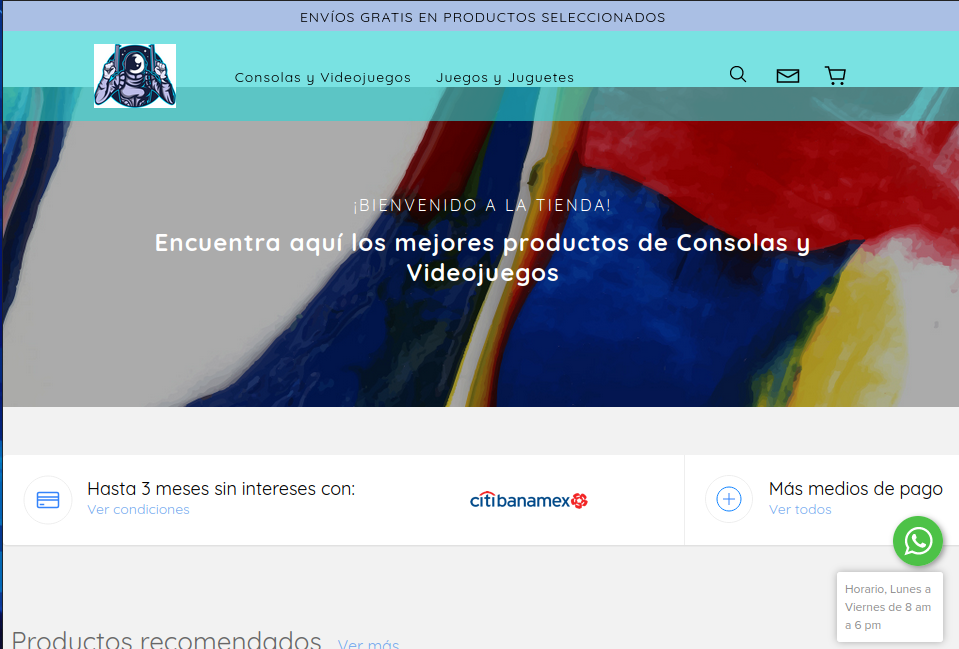 ENVÍOS GRATIS EN PRODUCTOS SELECCIONADOS
Consolas y Videojuegos
Juegos y Juguetes
¡BIENVENIDO A LA TIENDA!
Encuentra aquí los mejores productos de Consolas y
Videojuegos
Hasta 3 meses sin intereses con:
Ver condiciones
citibanamex
Más medios de pago
Ver todos
Horario, Lunes a
Viernes de 8 am
a 6 pm
Productos recomendados
Ver más